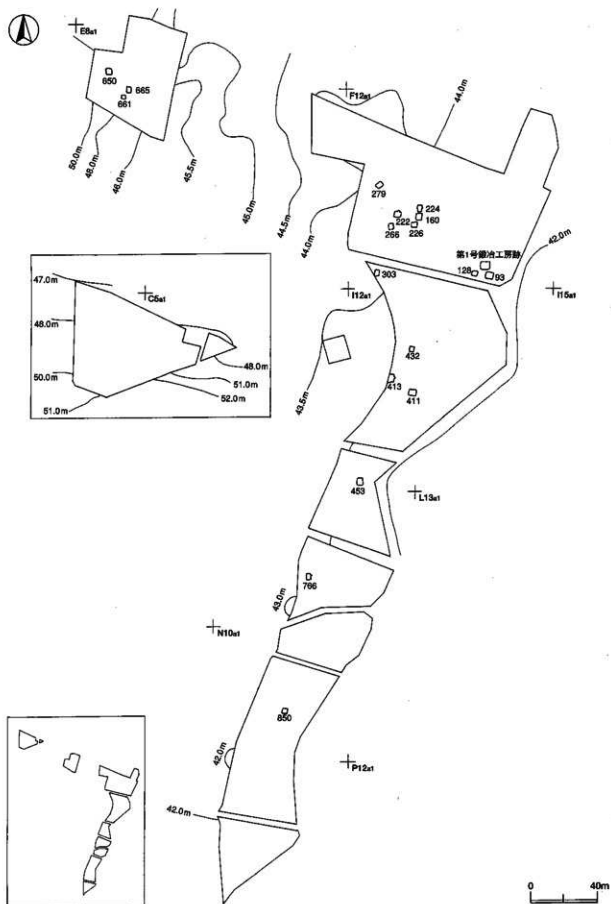 E8a1
650
665
661
50.0m
48.0m
46.0m
45.5m
45.0m
44.5m
44.0m
F12a1
44.0m
279
224
222
160
266
226
第1号鍛冶工房跡
128
93
42.0m
303
I12a1
I15a1
47.0m
C5a1
48.0m
48.0m
50.0m
51.0m
52.0m
51.0m
43.5m
432
413
411
453
L13a1
766
43.0m
N10a1
850
42.0m
P12a1
42.0m
0 40m